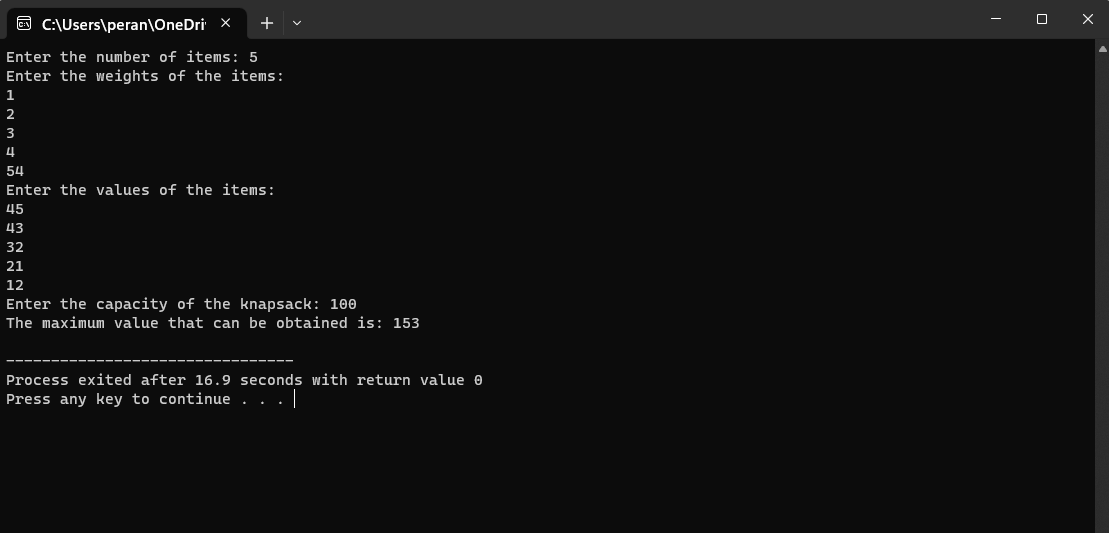 C:\Users\peran\OneDri
Enter the number of items: 5
Enter the weights of the items:
1
2
3
4
54
Enter the values of the items:
45
43
32
21
12
Enter the capacity of the knapsack: 100
The maximum value that can be obtained is: 153
--------------------------------
Process exited after 16.9 seconds with return value 0
Press any key to continue . . .